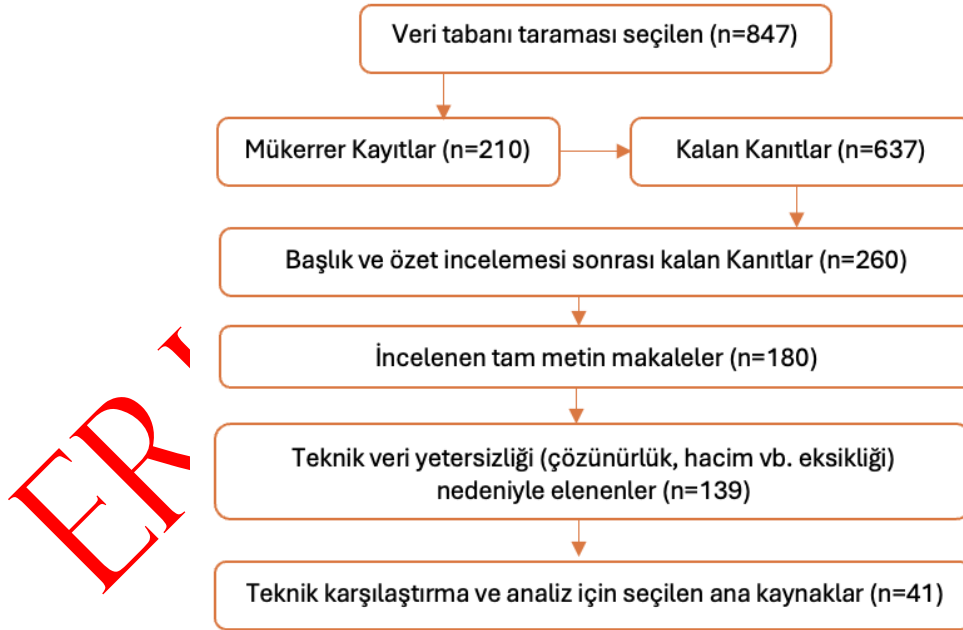 Veri tabanı taraması seçilen (n=847)
Mükerrer Kayıtlar (n=210)
Kalan Kanıtlar (n=637)
Başlık ve özet incelemesi sonrası kalan Kanıtlar (n=260)
İncelenen tam metin makaleler (n=180)
Teknik veri yetersizliği (çözünürlük, hacim vb. eksikliği)
nedeniyle elenenler (n=139)
Teknik karşılaştırma ve analiz için seçilen ana kaynaklar (n=41)
ER